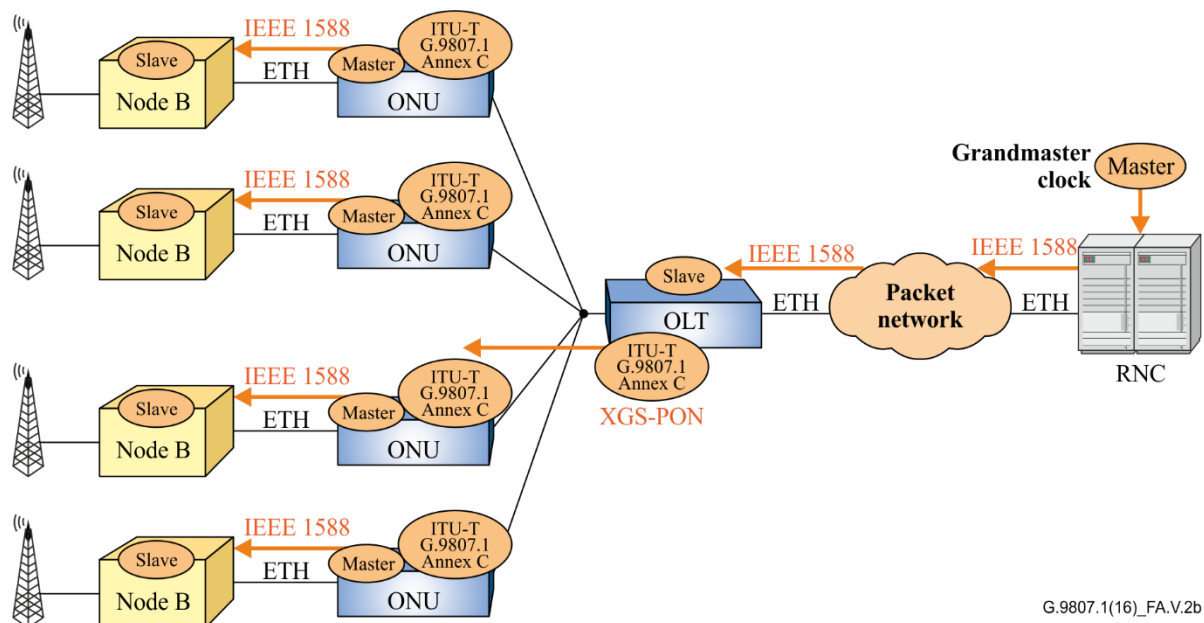 IEEE 1588
ITU-T
G.9807.1
Annex C
Slave
Master
ETH
Node B
ONU
IEEE 1588
ITU-T
G.9807.1
Annex C
Slave
Master
ETH
Node B
ONU
Grandmaster
clock
Master
IEEE 1588
IEEE 1588
Slave
OLT
ETH
Packet
network
ETH
RNC
ITU-T
G.9807.1
Annex C
XGS-PON
IEEE 1588
ITU-T
G.9807.1
Annex C
Slave
Master
ETH
Node B
ONU
IEEE 1588
ITU-T
G.9807.1
Annex C
Slave
Master
ETH
Node B
ONU
G.9807.1(16)_FA.V.2b